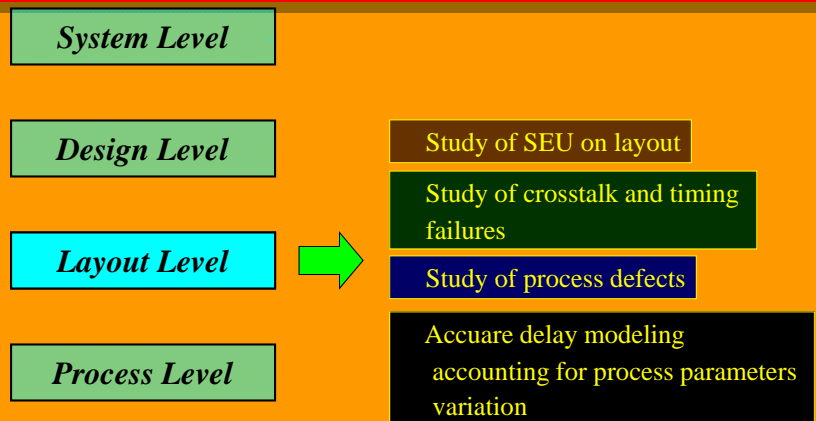 System Level
Design Level
Layout Level
Process Level
Study of SEU on layout
Study of crosstalk and timing
failures
Study of process defects
Accuare delay modeling
accounting for process parameters
variation